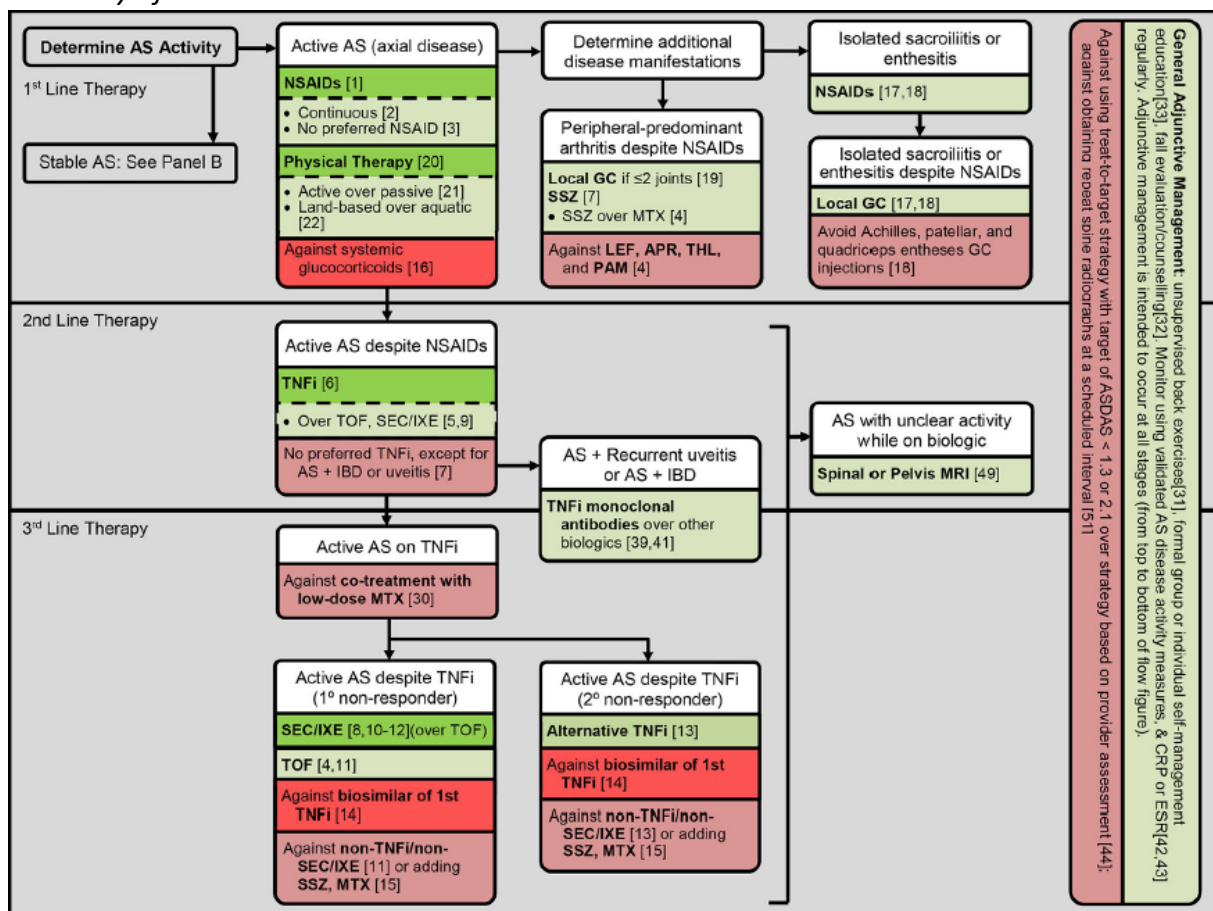 Determine AS Activity
1st Line Therapy
Stable AS: See Panel B
Active AS (axial disease)
NSAIDs [1]
• Continuous [2]
• No preferred NSAID [3]
Physical Therapy [20]
• Active over passive [21]
• Land-based over aquatic
[22]
Against systemic
glucocorticoids [16]
Determine additional
disease manifestations
Peripheral-predominant
arthritis despite NSAIDs
Local GC if ≤2 joints [19]
SSZ [7]
• SSZ over MTX [4]
Against LEF, APR, THL,
and PAM [4]
Isolated sacroiliitis or
enthesitis
NSAIDs [17,18]
Isolated sacroiliitis or
enthesitis despite NSAIDs
Local GC [17,18]
Avoid Achilles, patellar, and
quadriceps entheses GC
injections [18]
2nd Line Therapy
Active AS despite NSAIDs
TNFi [6]
• Over TOF, SEC/IXE [5,9]
No preferred TNFi, except for
AS + IBD or uveitis [7]
AS + Recurrent uveitis
or AS + IBD
TNFi monoclonal
antibodies over other
biologics [39,41]
AS with unclear activity
while on biologic
Spinal or Pelvis MRI [49]
3rd Line Therapy
Active AS on TNFi
Against co-treatment with
low-dose MTX [30]
Active AS despite TNFi
(1º non-responder)
SEC/IXE [8,10-12](over TOF)
TOF [4,11]
Against biosimilar of 1st
TNFi [14]
Against non-TNFi/non-
SEC/IXE [11] or adding
SSZ, MTX [15]
Active AS despite TNFi
(2º non-responder)
Alternative TNFi [13]
Against biosimilar of 1st
TNFi [14]
Against non-TNFi/non-
SEC/IXE [13] or adding
SSZ, MTX [15]
General Adjunctive Management: unsupervised back exercises[31], formal group or individual self-management
education[33], fall evaluation/counselling[32]. Monitor using validated AS disease activity measures, & CRP or ESR[42,43]
regularly. Adjunctive management is intended to occur at all stages (from top to bottom of flow figure).
Against using treat-to-target strategy with target of ASDAS < 1.3 or 2.1 over strategy based on provider assessment [44];
against obtaining repeat spine radiographs at a scheduled interval [51]